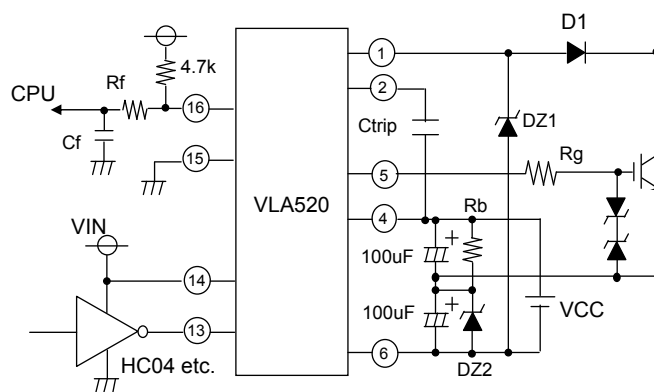 D1
1
4.7k
2
Rf
CPU
16
Ctrip
DZ1
Cf
15
5
Rg
VLA520
4
Rb
VIN
100uF
+
14
VCC
100uF
+
13
HC04 etc.
6
DZ2